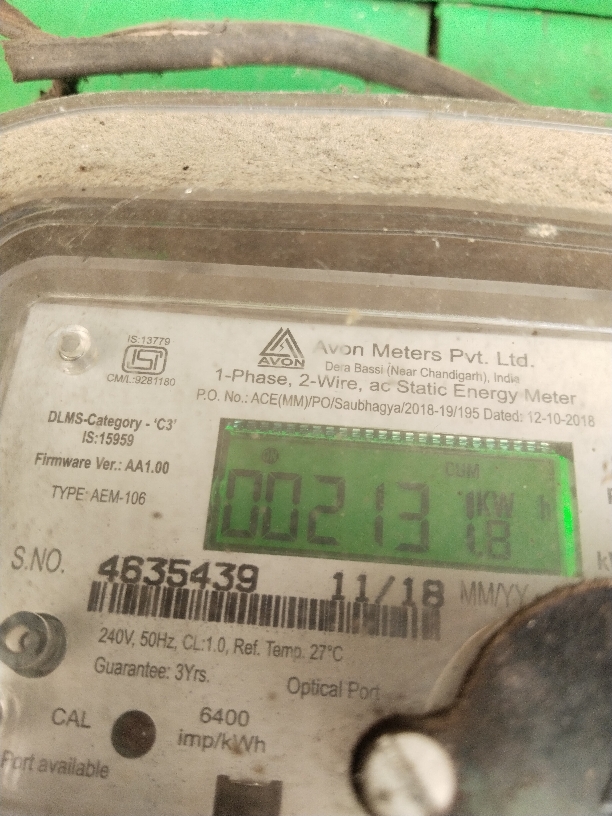 IS:13779
ISI
CM/L:9281180
AVON
Avon Meters Pvt. Ltd.
Dera Bassi (Near Chandigarh), India
1-Phase, 2-Wire, ac Static Energy Meter
P.O. No.: ACE(MM)/PO/Saubhagya/2018-19/195 Dated: 12-10-2018
DLMS-Category - 'C3'
IS:15959
Firmware Ver.: AA1.00
TYPE: AEM-106
CUM
00213
KW h
1.8
S.NO. 4635439 11/18 MM/YY
240V, 50Hz, CL:1.0, Ref. Temp. 27°C
Guarantee: 3Yrs.
Optical Port
CAL
6400
imp/kWh
Port available